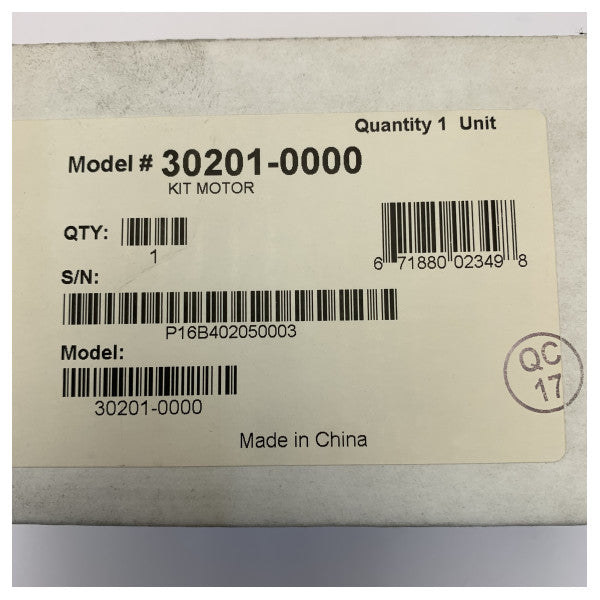 Quantity 1 Unit
Model # 30201-0000
KIT MOTOR
QTY:
1
6 71880 02349 8
S/N:
P16B402050003
Model:
30201-0000
QC
17
Made in China